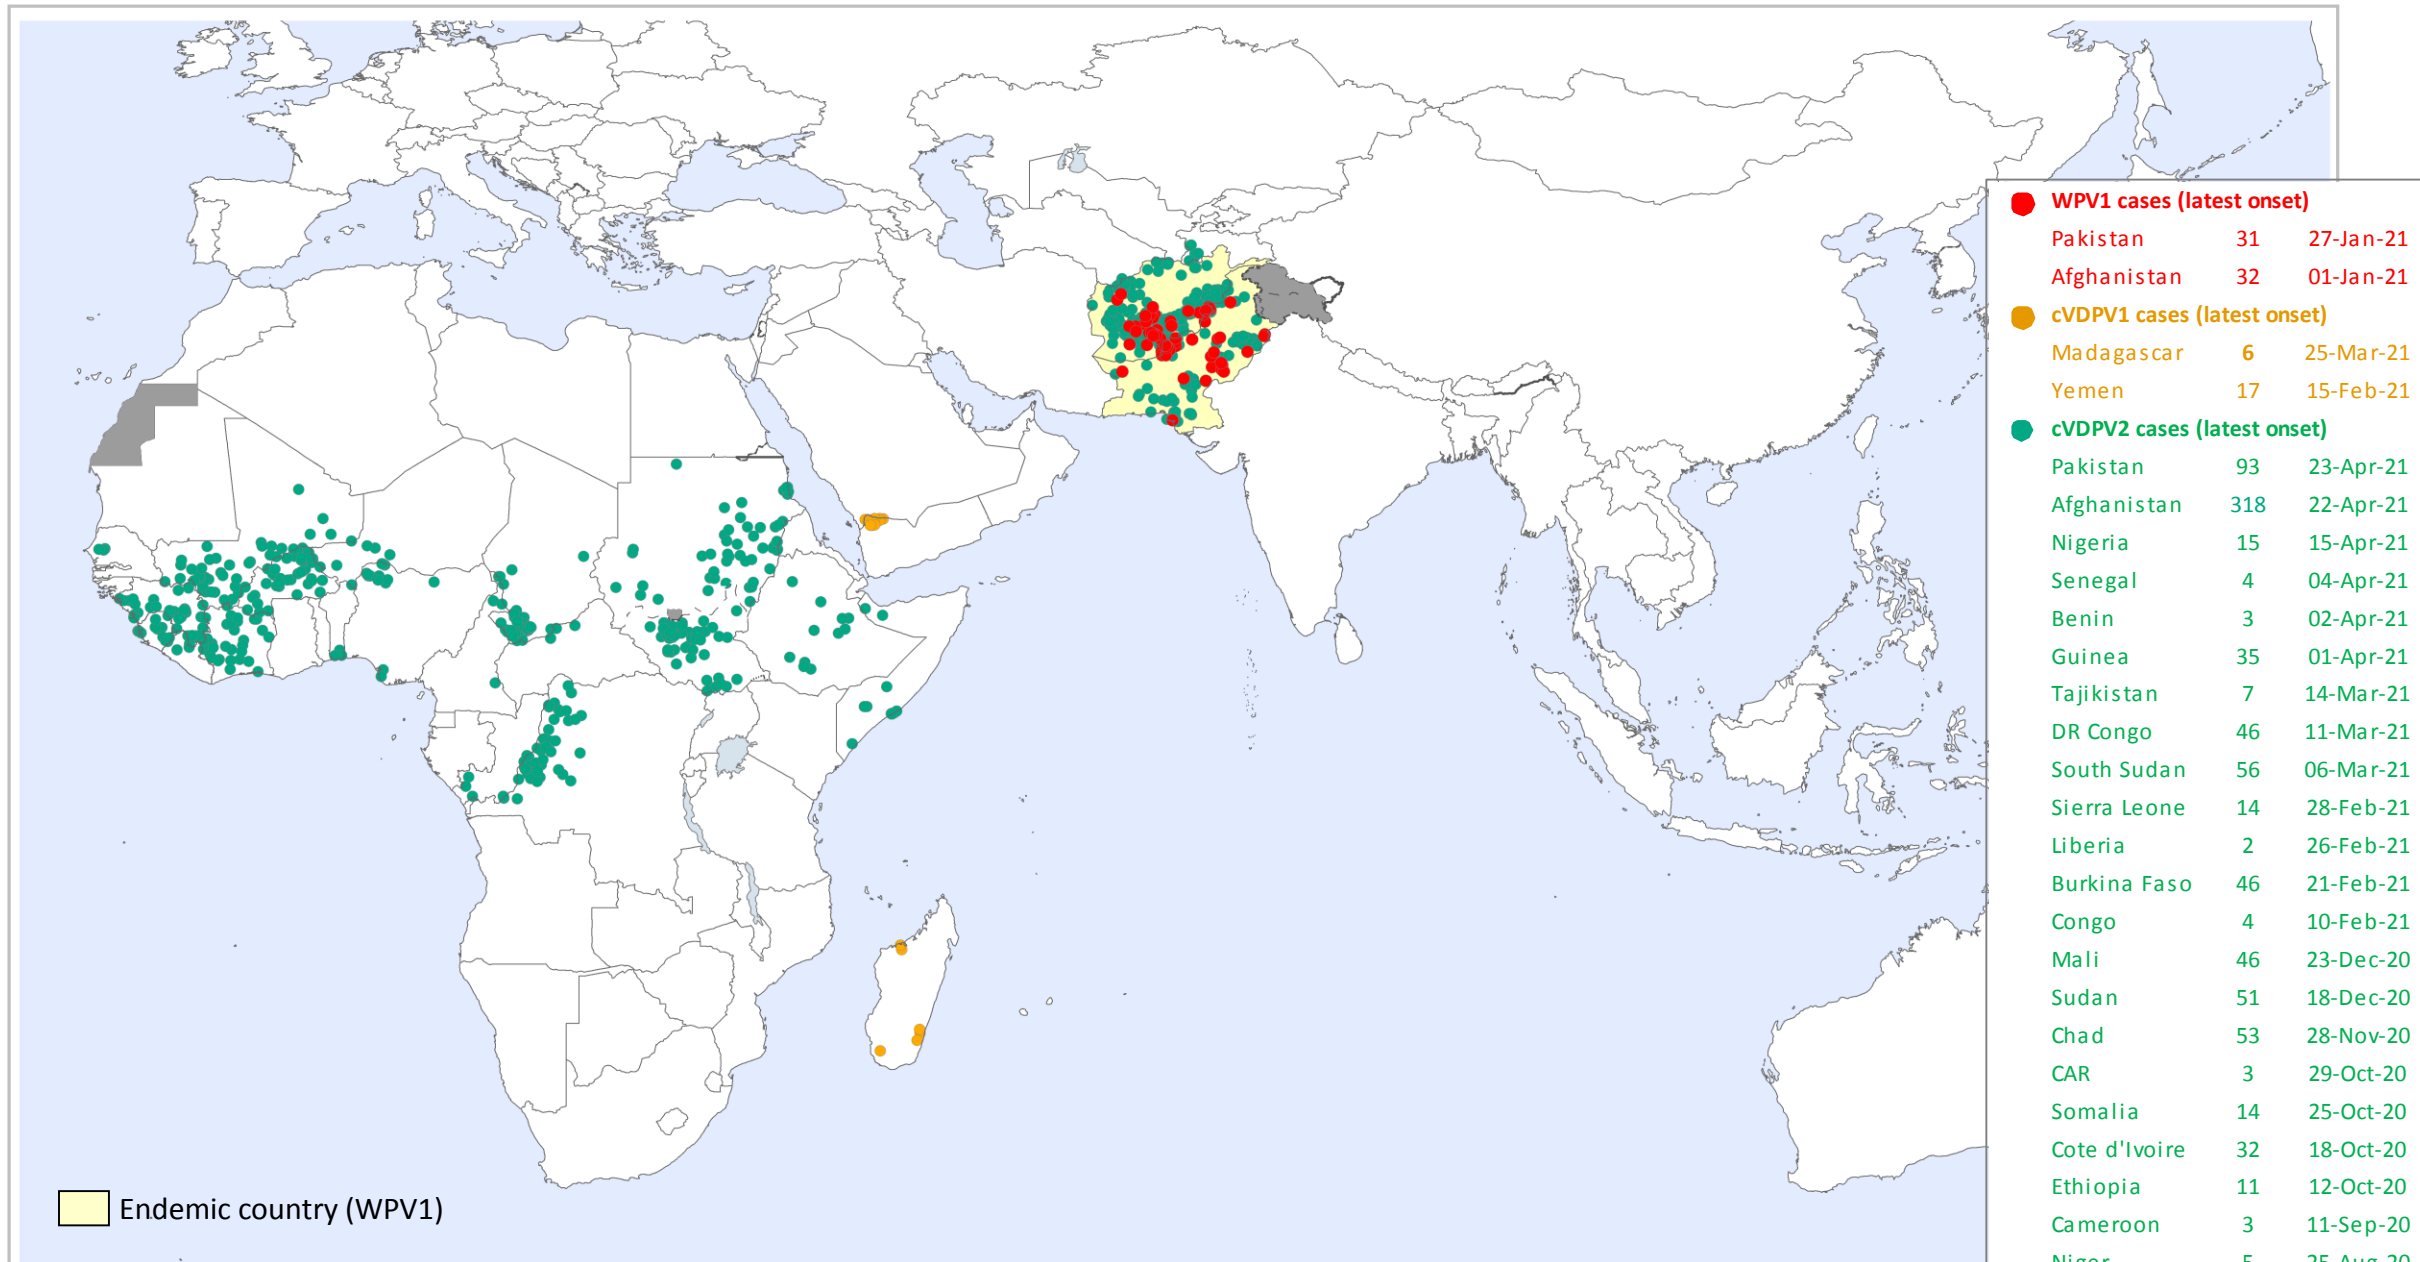 WPV1 cases (latest onset)
Pakistan 31 27-Jan-21
Afghanistan 32 01-Jan-21
cVDPV1 cases (latest onset)
Madagascar 6 25-Mar-21
Yemen 17 15-Feb-21
cVDPV2 cases (latest onset)
Pakistan 93 23-Apr-21
Afghanistan 318 22-Apr-21
Nigeria 15 15-Apr-21
Senegal 4 04-Apr-21
Benin 3 02-Apr-21
Guinea 35 01-Apr-21
Tajikistan 7 14-Mar-21
DR Congo 46 11-Mar-21
South Sudan 56 06-Mar-21
Sierra Leone 14 28-Feb-21
Liberia 2 26-Feb-21
Burkina Faso 46 21-Feb-21
Congo 4 10-Feb-21
Mali 46 23-Dec-20
Sudan 51 18-Dec-20
Chad 53 28-Nov-20
CAR 3 29-Oct-20
Somalia 14 25-Oct-20
Cote d'Ivoire 32 18-Oct-20
Ethiopia 11 12-Oct-20
Cameroon 3 11-Sep-20
Niger 5 25-Aug-20
Endemic country (WPV1)